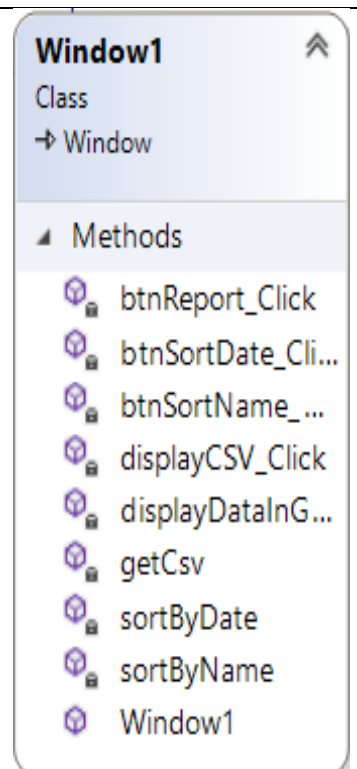 Window1
Class
Window
Methods
btnReport_Click
btnSortDate_Cli...
btnSortName_ ...
displayCSV_Click
displayDataInG...
getCsv
sortByDate
sortByName
Window1